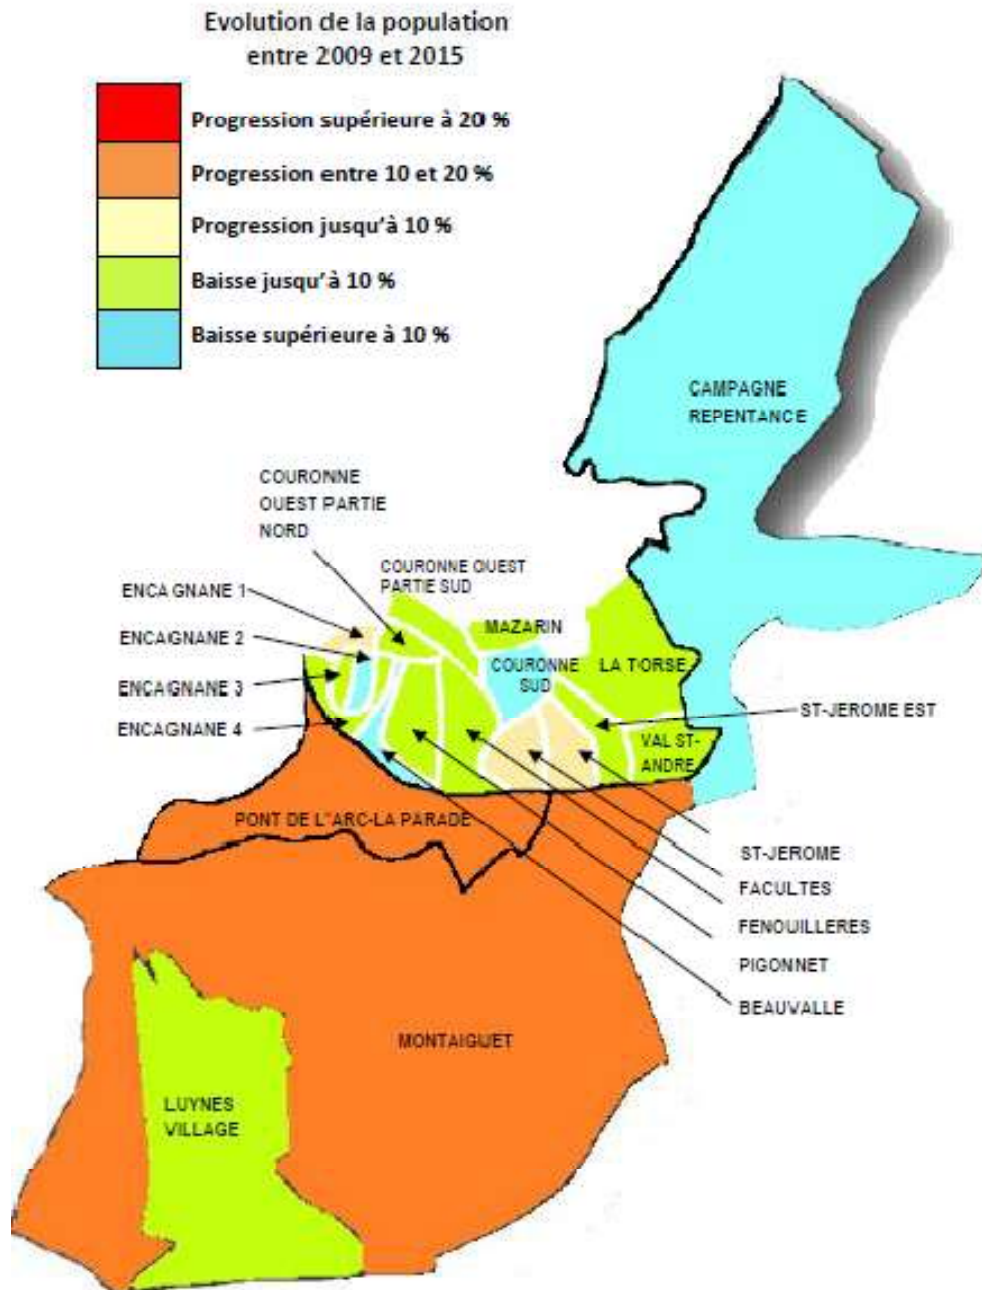 Evolution de la population
entre 2009 et 2015
Progression supérieure à 20 %
Progression entre 10 et 20 %
Progression jusqu'à 10 %
Baisse jusqu'à 10 %
Baisse supérieure à 10 %
CAMPAGNE
REPENTANCE
COURONNE
OUEST PARTIE
NORD
COURONNE OUEST
PARTIE SUD
ENCAGNANE 1
MAZARIN
ENCAGNANE 2
COURONNE
SUD
LA TORSE
ENCAGNANE 3
ST-JEROME EST
ENCAGNANE 4
VAL ST-
ANDRE
PONT DE L'ARC-LA PARADE
ST-JEROME
FACULTES
FENOUILLERES
PIGONNET
BEAUVALLE
MONTAIGUET
LUYNES
VILLAGE